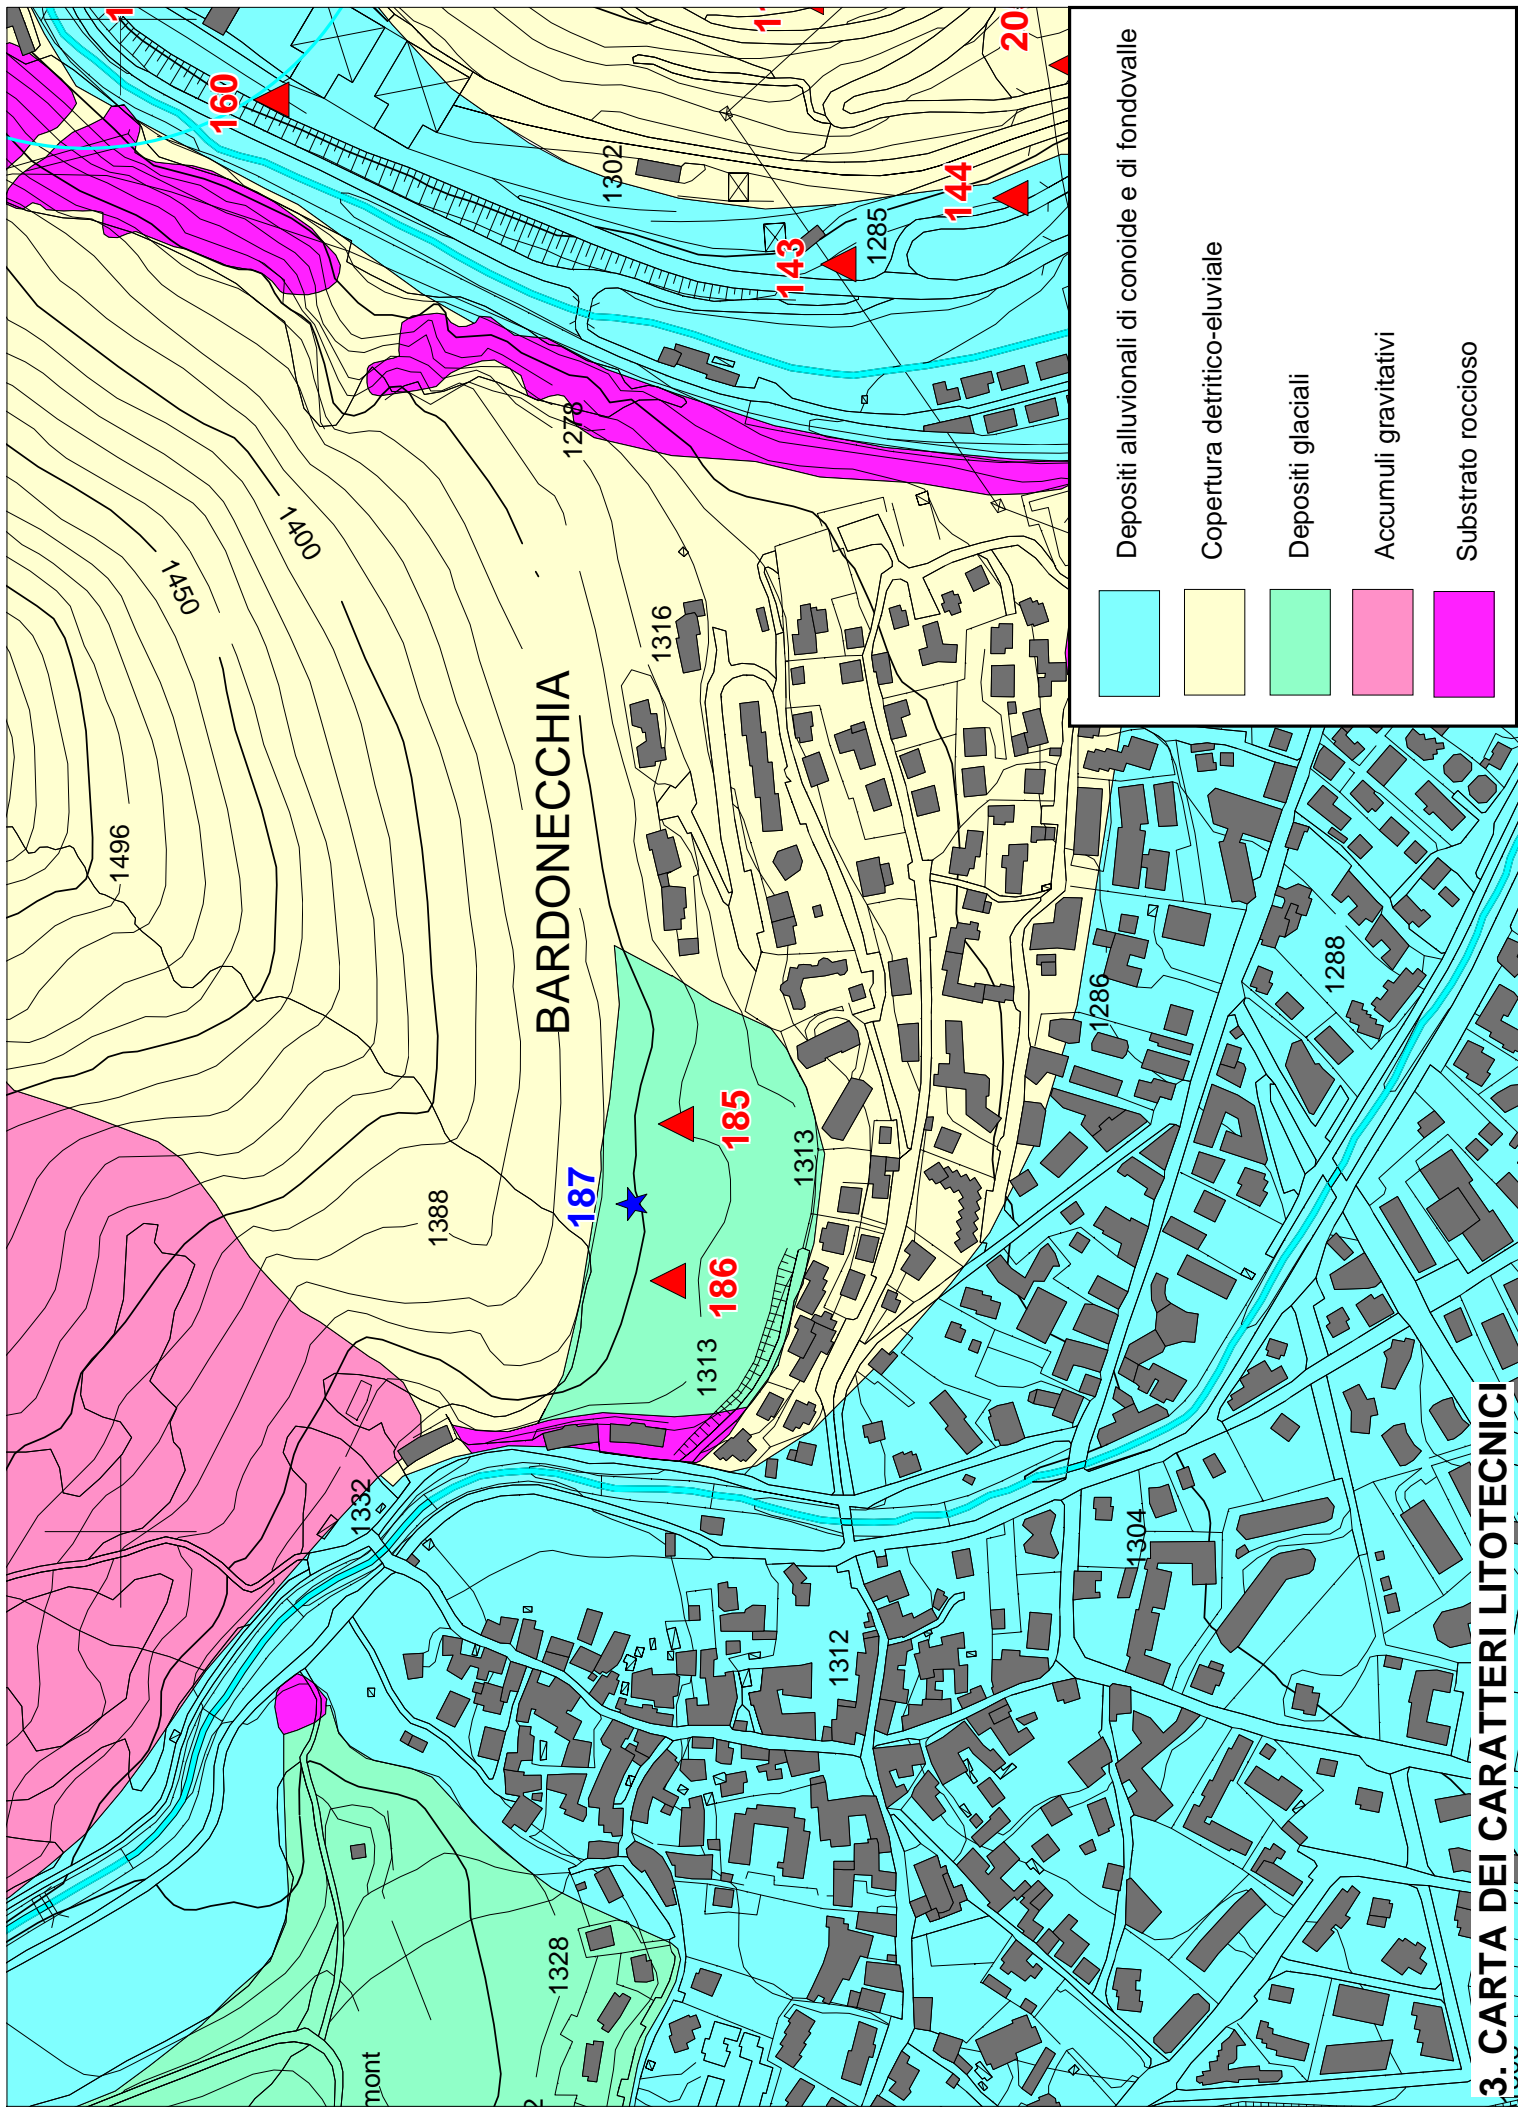 3. CARTA DEI CARATTERI LITOTECNICI
BARDONECCHIA
Depositi alluvionali di conoide e di fondovalle
Copertura detritico-eluviale
Depositi glaciali
Accumuli gravitativi
Substrato roccioso
160
143
144
20
185
186
187
1302
1285
1278
1400
1450
1496
1316
1388
1313
1313
1332
1286
1288
1304
1312
1328
mont